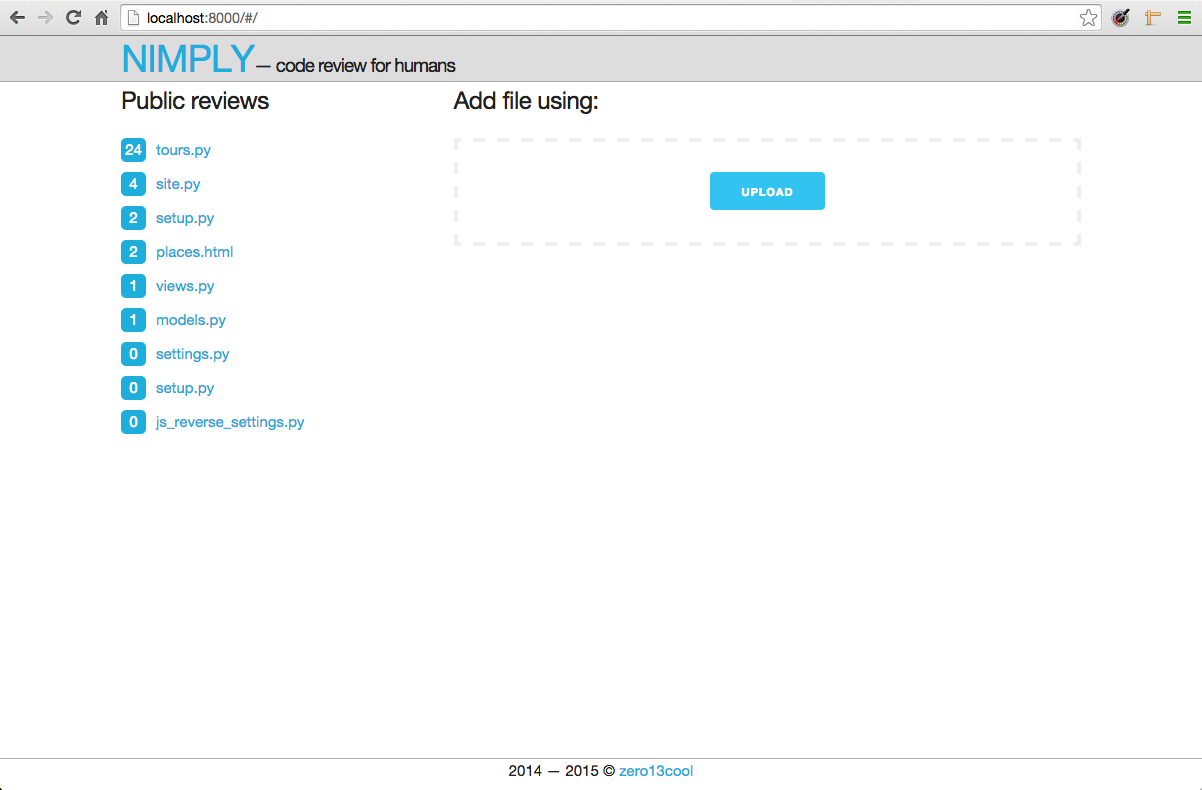 localhost:8000/#/
NIMPLY — code review for humans
Public reviews
24 tours.py
4 site.py
2 setup.py
2 places.html
1 views.py
1 models.py
0 settings.py
0 setup.py
0 js_reverse_settings.py
Add file using:
UPLOAD
2014 — 2015 © zero13cool